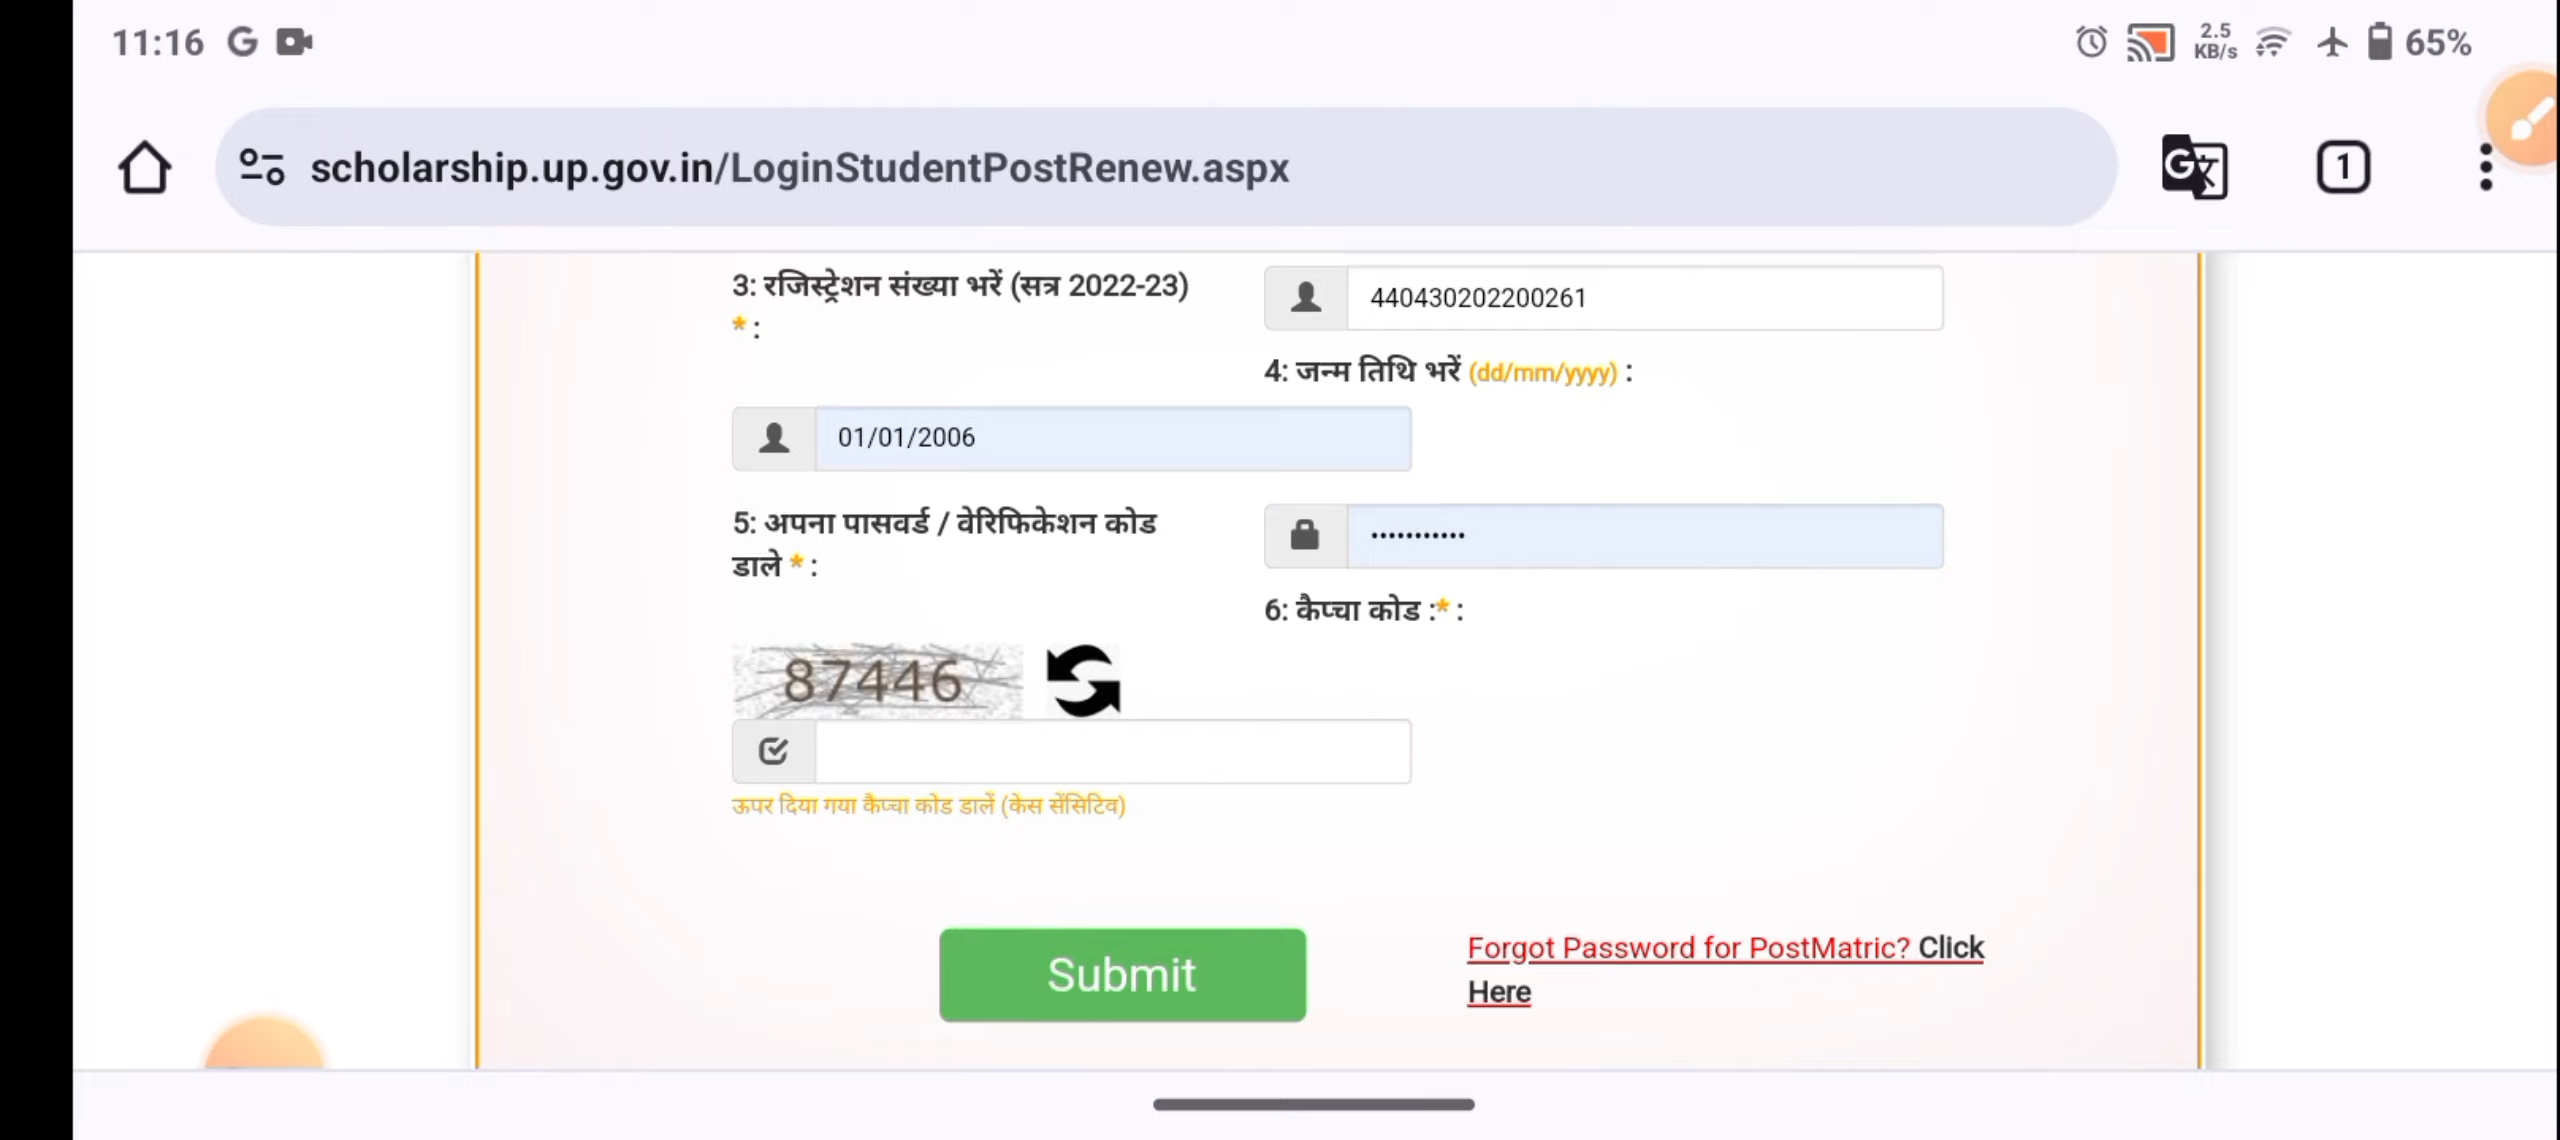 11:16
2.5
KB/s
65%
scholarship.up.gov.in/LoginStudentPostRenew.aspx
1
3: रजिस्ट्रेशन संख्या भरें (सत्र 2022-23)
* :
440430202200261
4: जन्म तिथि भरें (dd/mm/yyyy) :
01/01/2006
5: अपना पासवर्ड / वेरिफिकेशन कोड
डाले * :
•••••••••••
6: कैप्चा कोड :* :
87446
ऊपर दिया गया कैप्चा कोड डालें (केस सेंसिटिव)
Submit
Forgot Password for PostMatric? Click
Here